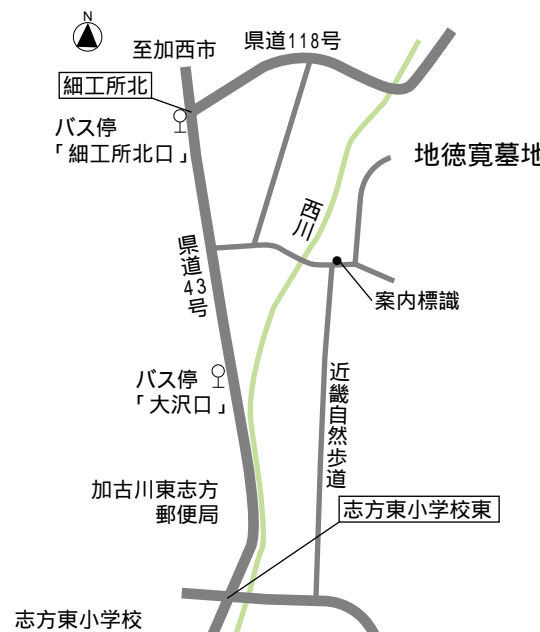 N
至加西市
県道118号
細工所北
バス停
「細工所北口」
地徳寛墓地
西川
県道43号
案内標識
バス停
「大沢口」
近畿自然歩道
加古川東志方
郵便局
志方東小学校東
志方東小学校